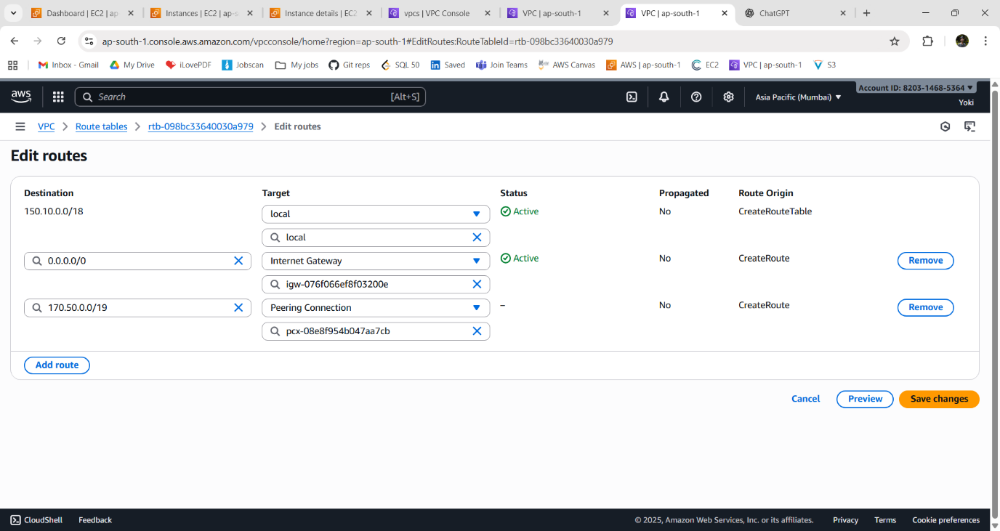 Dashboard | EC2 | ap
Instances | EC2 | ap-s
Instance details | EC2
vpcs | VPC Console
VPC | ap-south-1
VPC | ap-south-1
ChatGPT
ap-south-1.console.aws.amazon.com/vpcconsole/home?region=ap-south-1#EditRoutes:RouteTableId=rtb-098bc33640030a979
Inbox - Gmail
My Drive
iLovePDF
Jobscan
My jobs
Git reps
SQL 50
Saved
Join Teams
AWS Canvas
AWS | ap-south-1
EC2
VPC | ap-south-1
S3
aws
Search
[Alt+S]
Asia Pacific (Mumbai)
Account ID: 8203-1468-5364
Yoki
VPC
Route tables
rtb-098bc33640030a979
Edit routes
Edit routes
Destination Target Status Propagated Route Origin
150.10.0.0/18 local Active No CreateRouteTable
local
0.0.0.0/0 Internet Gateway Active No CreateRoute Remove
igw-076f066ef8f03200e
170.50.0.0/19 Peering Connection – No CreateRoute Remove
pcx-08e8f954b047aa7cb
Add route
Cancel Preview Save changes
CloudShell Feedback © 2025, Amazon Web Services, Inc. or its affiliates. Privacy Terms Cookie preferences